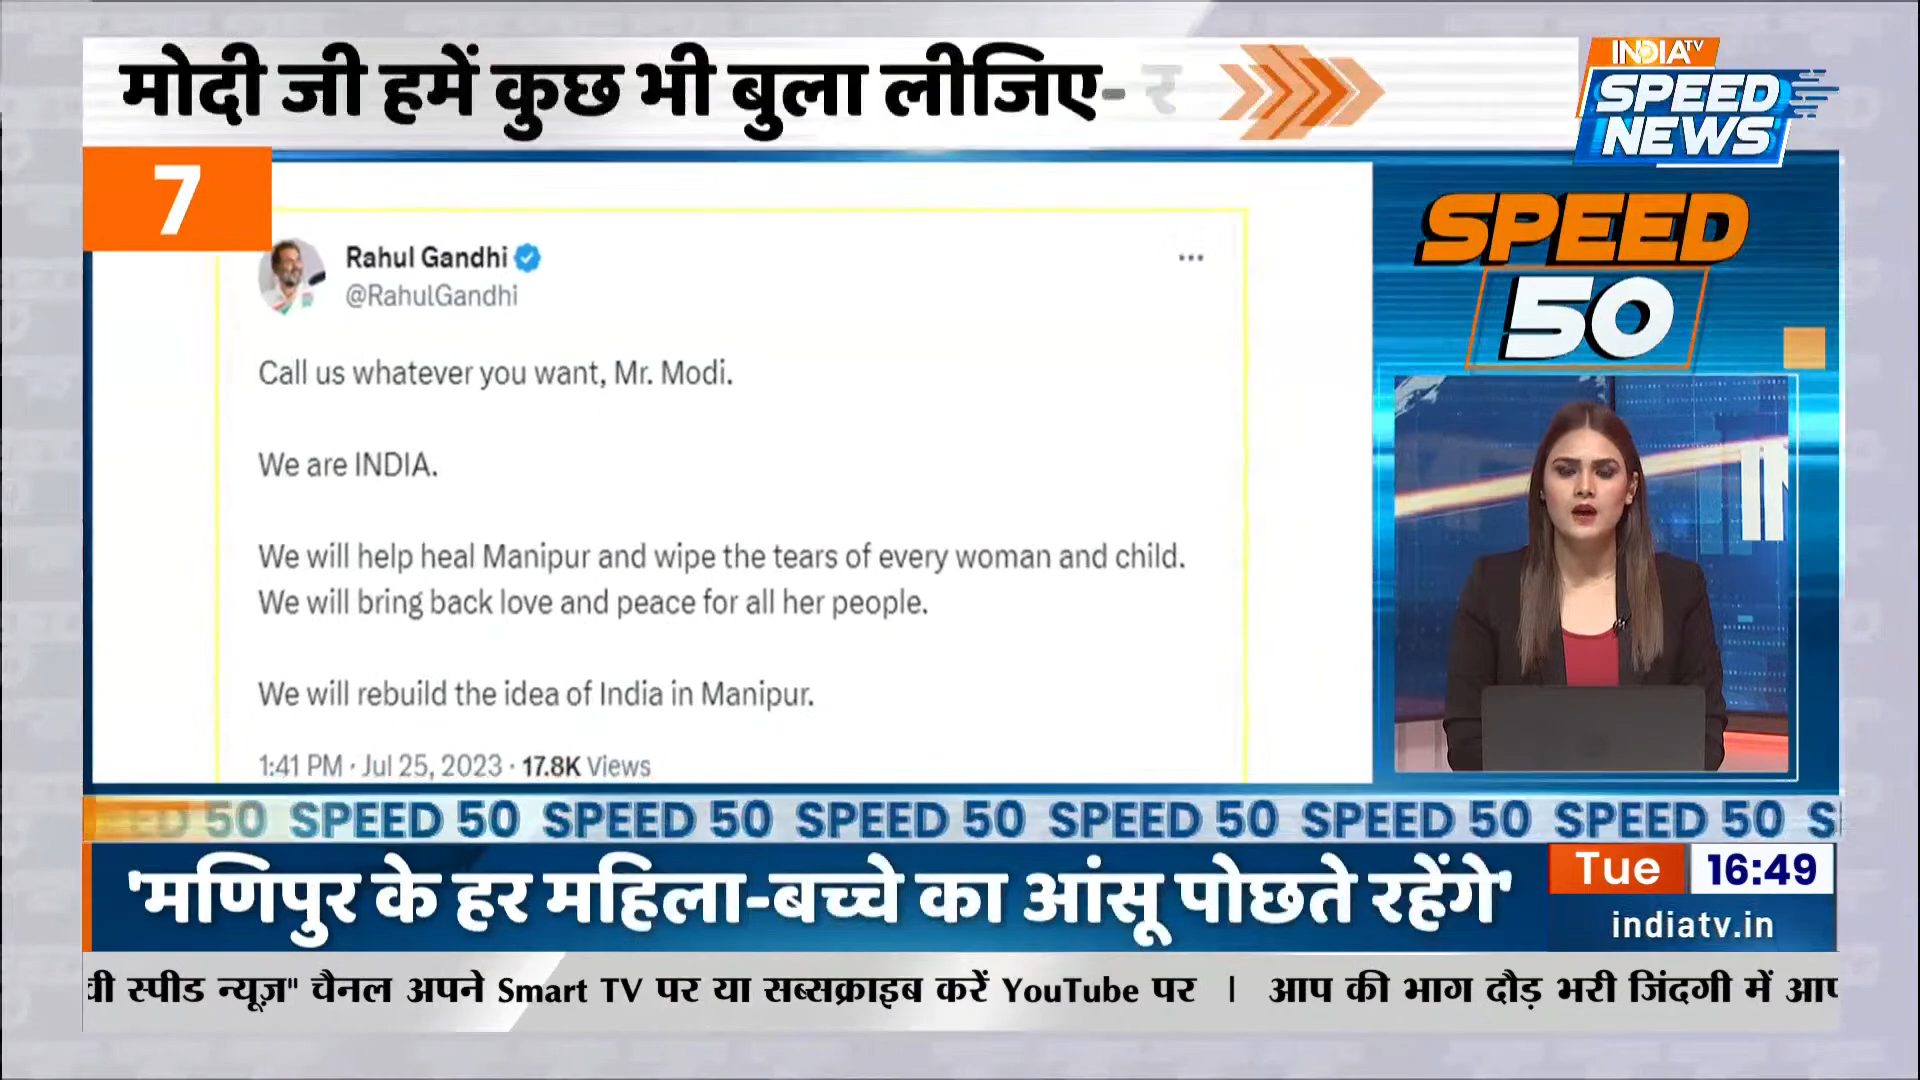 मोदी जी हमें कुछ भी बुला लीजिए- र
INDIA TV
SPEED
NEWS
7
SPEED
50
Rahul Gandhi
@RahulGandhi
Call us whatever you want, Mr. Modi.
We are INDIA.
We will help heal Manipur and wipe the tears of every woman and child.
We will bring back love and peace for all her people.
We will rebuild the idea of India in Manipur.
1:41 PM · Jul 25, 2023 · 17.8K Views
ED 50 SPEED 50 SPEED 50 SPEED 50 SPEED 50 SPEED 50 SPEED 50 S
'मणिपुर के हर महिला-बच्चे का आंसू पोछते रहेंगे'
Tue 16:49
indiatv.in
वी स्पीड न्यूज़" चैनल अपने Smart TV पर या सब्सक्राइब करें YouTube पर | आप की भाग दौड़ भरी जिंदगी में आप